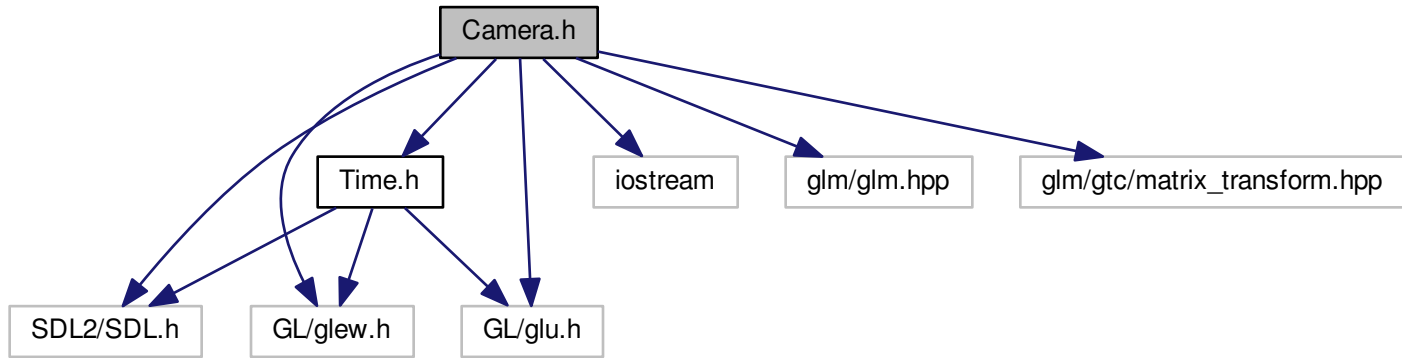 Camera.h
Time.h
iostream
glm/glm.hpp
glm/gtc/matrix_transform.hpp
SDL2/SDL.h
GL/glew.h
GL/glu.h